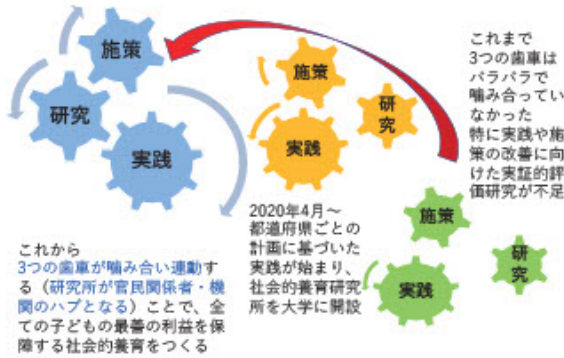 施策
研究
実践
施策
研究
実践
これまで
3つの歯車は
バラバラで
噛み合ってい
なかった
特に実践や施
策の改善に向
けた実証的評
価研究が不足
施策
研究
実践
2020年4月～
都道府県ごとの
計画に基づいた
実践が始まり、
社会的養育研究
所を大学に開設
これから
3つの歯車が噛み合い連動す
る（研究所が官民関係者・機
関のハブとなる）ことで、全
ての子どもの最善の利益を保
障する社会的養育をつくる